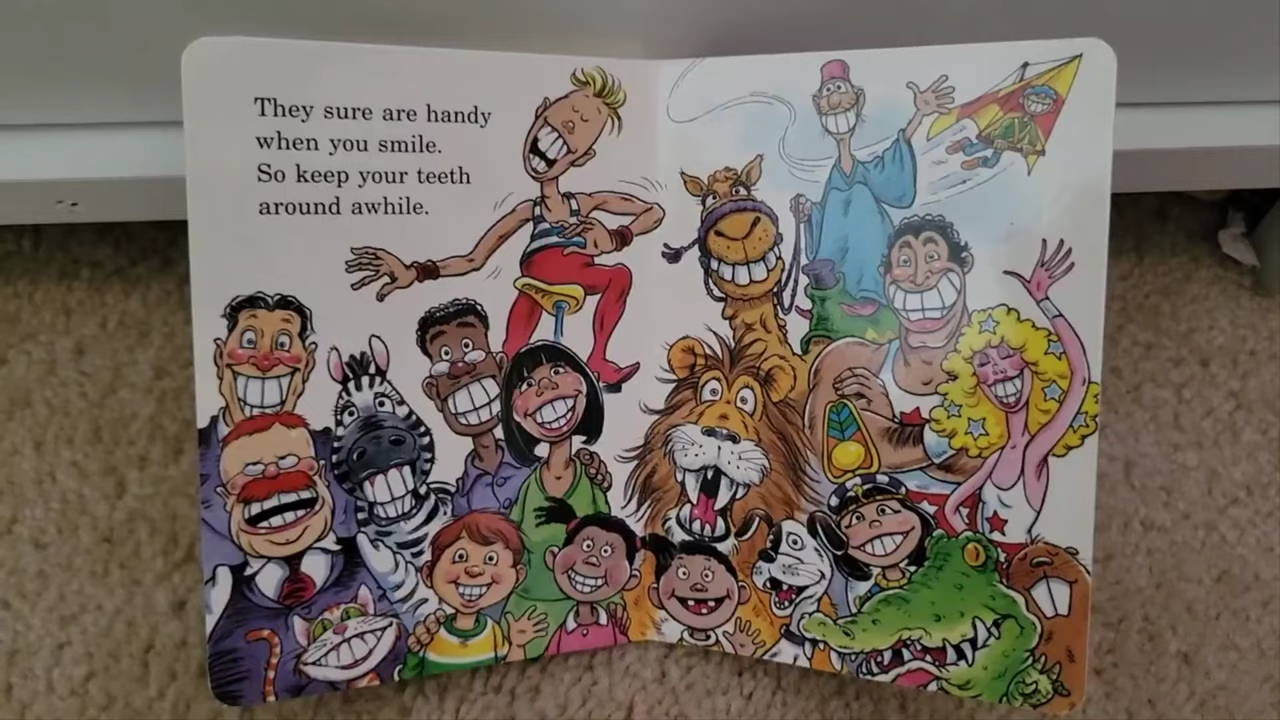 They sure are handy
when you smile.
So keep your teeth
around awhile.